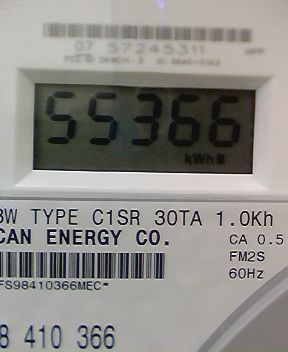 07 57245311
55366
kWh
3W TYPE C1SR 30TA 1.0Kh
CAN ENERGY CO.
CA 0.5
FM2S
60Hz
FS98410366MEC*
8 410 366